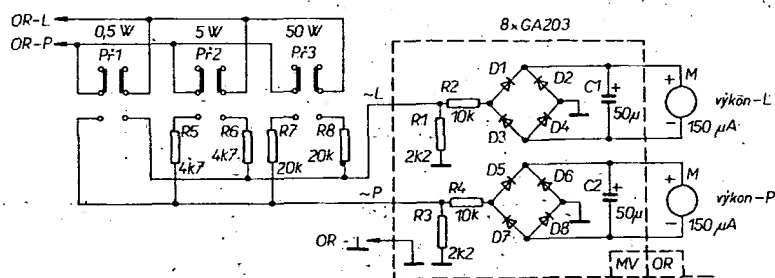 OR-L
0,5 W
5 W
50 W
8×GA203
OR-P
Př1
Př2
Př3
D1
D2
M
~L
R2
C1
+
+
výkon-L
R1
10k
50µ
R5
R6
R7
R8
D3
D4
-
150 µA
4k7
4k7
20k
20k
2k2
D5
D6
M
~P
R4
C2
+
+
výkon-P
R3
10k
50µ
OR
D7
D8
-
150 µA
2k2
MV
OR